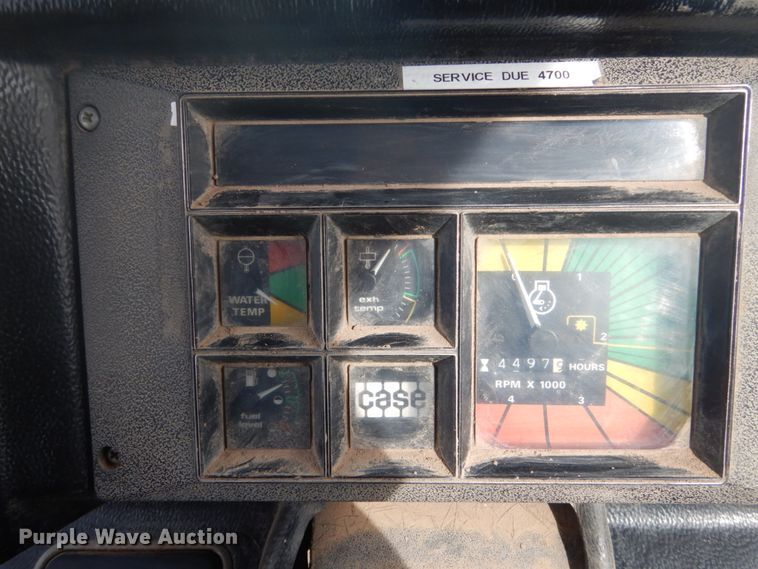 SERVICE DUE 4700
WATER
TEMP
exh
temp
fuel
level
case
0 1
2
4497 HOURS
RPM X 1000
4 3
Purple Wave Auction